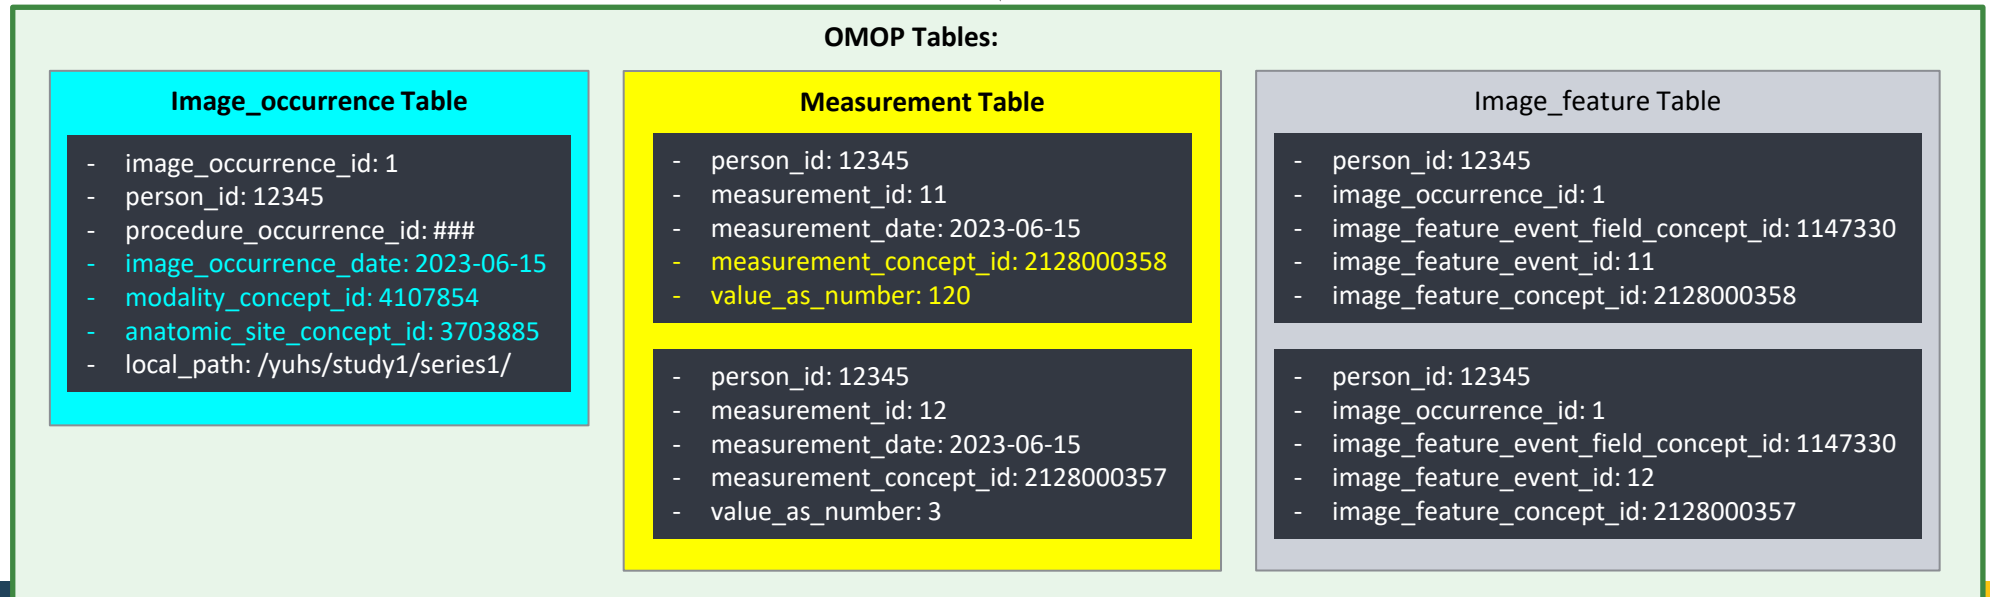 OMOP Tables:
Image_occurrence Table
- image_occurrence_id: 1
- person_id: 12345
- procedure_occurrence_id: ###
- image_occurrence_date: 2023-06-15
- modality_concept_id: 4107854
- anatomic_site_concept_id: 3703885
- local_path: /yuhs/study1/series1/
Measurement Table
- person_id: 12345
- measurement_id: 11
- measurement_date: 2023-06-15
- measurement_concept_id: 2128000358
- value_as_number: 120
- person_id: 12345
- measurement_id: 12
- measurement_date: 2023-06-15
- measurement_concept_id: 2128000357
- value_as_number: 3
Image_feature Table
- person_id: 12345
- image_occurrence_id: 1
- image_feature_event_field_concept_id: 1147330
- image_feature_event_id: 11
- image_feature_concept_id: 2128000358
- person_id: 12345
- image_occurrence_id: 1
- image_feature_event_field_concept_id: 1147330
- image_feature_event_id: 12
- image_feature_concept_id: 2128000357